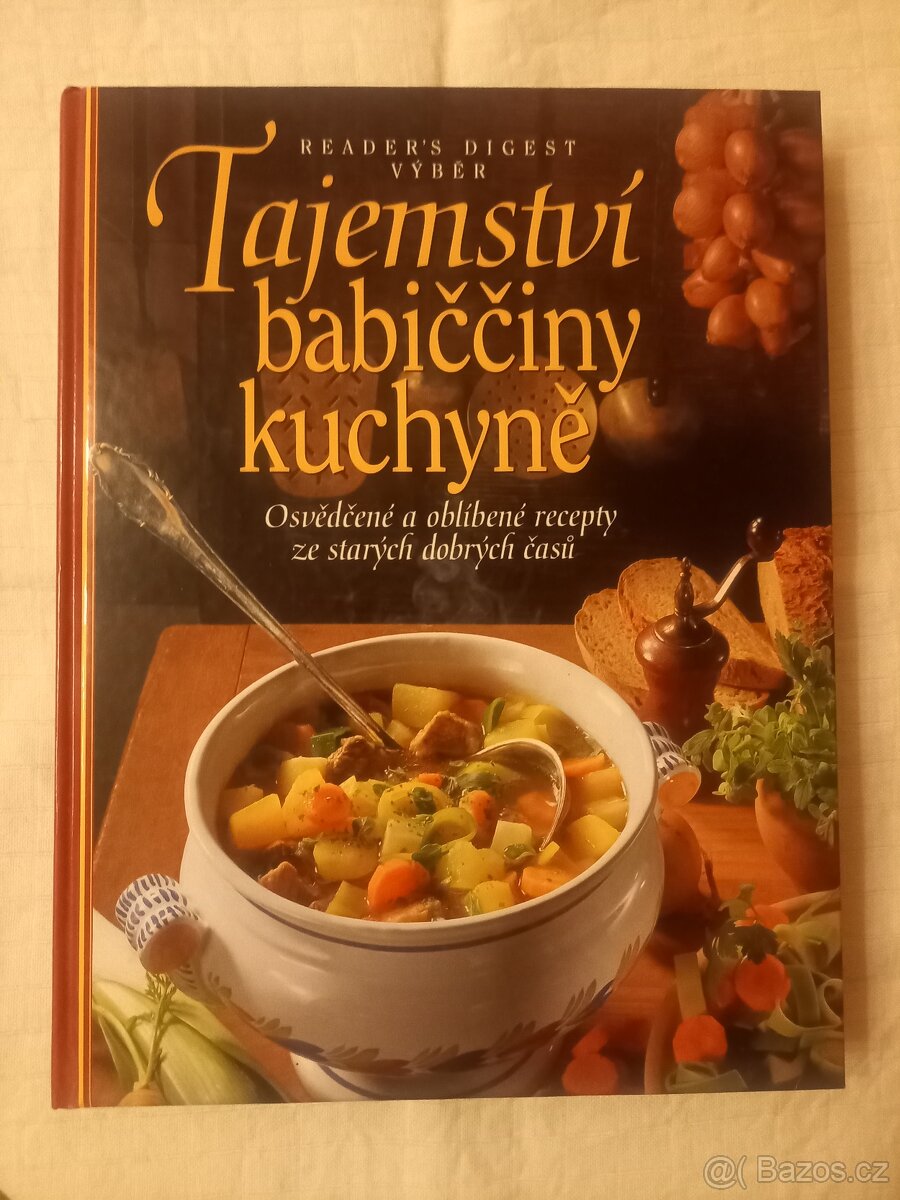 READER'S DIGEST
VÝBĚR
Tajemství
babiččiny
kuchyně
Osvědčené a oblíbené recepty
ze starých dobrých časů
@( Bazos.cz